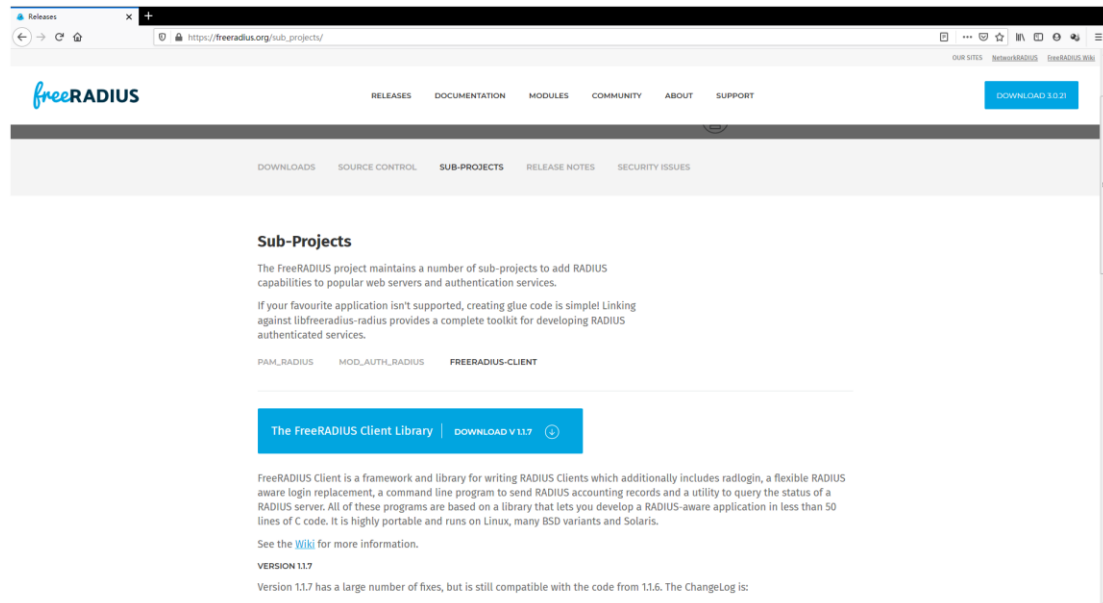 Releases
https://freeradius.org/sub_projects/
OUR SITES NetworkRADIUS FreeRADIUS Wiki
freeRADIUS
RELEASES DOCUMENTATION MODULES COMMUNITY ABOUT SUPPORT
DOWNLOAD 3.0.21
DOWNLOADS SOURCE CONTROL SUB-PROJECTS RELEASE NOTES SECURITY ISSUES
Sub-Projects
The FreeRADIUS project maintains a number of sub-projects to add RADIUS
capabilities to popular web servers and authentication services.
If your favourite application isn't supported, creating glue code is simple! Linking
against libfreeradius-radius provides a complete toolkit for developing RADIUS
authenticated services.
PAM_RADIUS MOD_AUTH_RADIUS FREERADIUS-CLIENT
The FreeRADIUS Client Library DOWNLOAD V 1.1.7
FreeRADIUS Client is a framework and library for writing RADIUS Clients which additionally includes radlogin, a flexible RADIUS
aware login replacement, a command line program to send RADIUS accounting records and a utility to query the status of a
RADIUS server. All of these programs are based on a library that lets you develop a RADIUS-aware application in less than 50
lines of C code. It is highly portable and runs on Linux, many BSD variants and Solaris.
See the Wiki for more information.
VERSION 1.1.7
Version 1.1.7 has a large number of fixes, but is still compatible with the code from 1.1.6. The ChangeLog is: